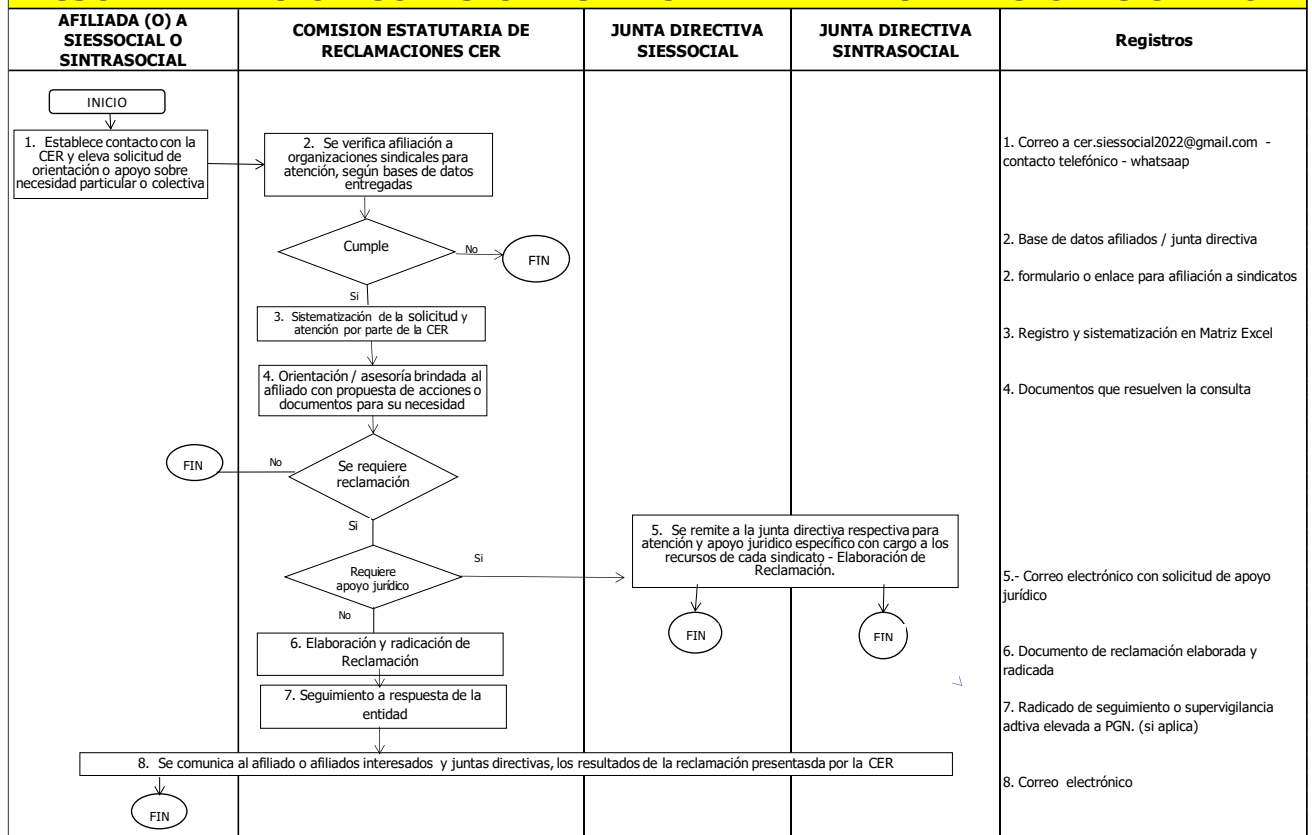 AFILIADA (O) A
SIESSOCIAL O
SINTRASOCIAL
COMISION ESTATUTARIA DE
RECLAMACIONES CER
JUNTA DIRECTIVA
SIESSOCIAL
JUNTA DIRECTIVA
SINTRASOCIAL
Registros
INICIO
1. Establece contacto con la
CER y eleva solicitud de
orientación o apoyo sobre
necesidad particular o colectiva
2. Se verifica afiliación a
organizaciones sindicales para
atención, según bases de datos
entregadas
1. Correo a cer.siessocial2022@gmail.com -
contacto telefónico - whatsaap
Cumple
No
FIN
2. Base de datos afiliados / junta directiva
2. formulario o enlace para afiliación a sindicatos
Si
3. Sistematización de la solicitud y
atención por parte de la CER
3. Registro y sistematización en Matriz Excel
4. Orientación / asesoría brindada al
afiliado con propuesta de acciones o
documentos para su necesidad
4. Documentos que resuelven la consulta
FIN
No
Se requiere
reclamación
Si
5. Se remite a la junta directiva respectiva para
atención y apoyo juridico específico con cargo a los
recursos de cada sindicato - Elaboración de
Reclamación.
Requiere
apoyo jurídico
Si
5.- Correo electrónico con solicitud de apoyo
jurídico
No
FIN
FIN
6. Elaboración y radicación de
Reclamación
6. Documento de reclamación elaborada y
radicada
7. Seguimiento a respuesta de la
entidad
7. Radicado de seguimiento o supervigilancia
adtiva elevada a PGN. (si aplica)
8. Se comunica al afiliado o afiliados interesados y juntas directivas, los resultados de la reclamación presentasda por la CER
8. Correo electrónico
FIN